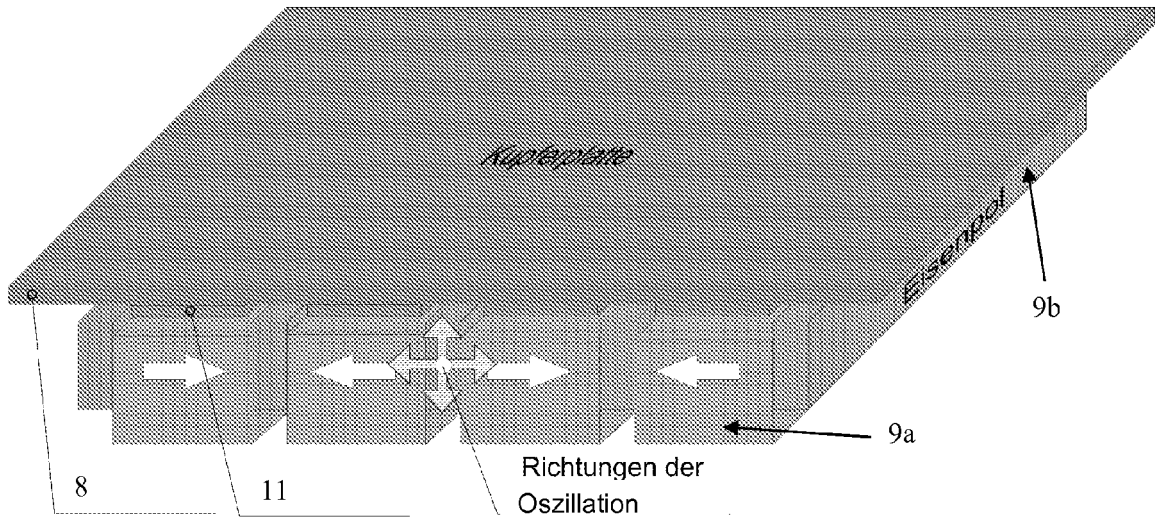 Kupferplatte
Eisenpol
9b
9a
8
11
Richtungen der
Oszillation